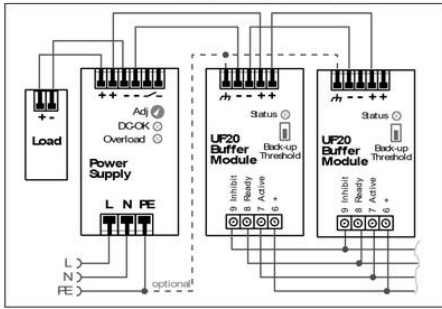 + + - -
- - + +
- - + +
+ -
Load
Adj
DC-OK
Overload
Power
Supply
L N PE
Status
UF20
Buffer
Module
Back-up
Threshold
9 Inhibit
8 Ready
7 Active
6 +
Status
UF20
Buffer
Module
Back-up
Threshold
9 Inhibit
8 Ready
7 Active
6 +
L
N
PE
optional